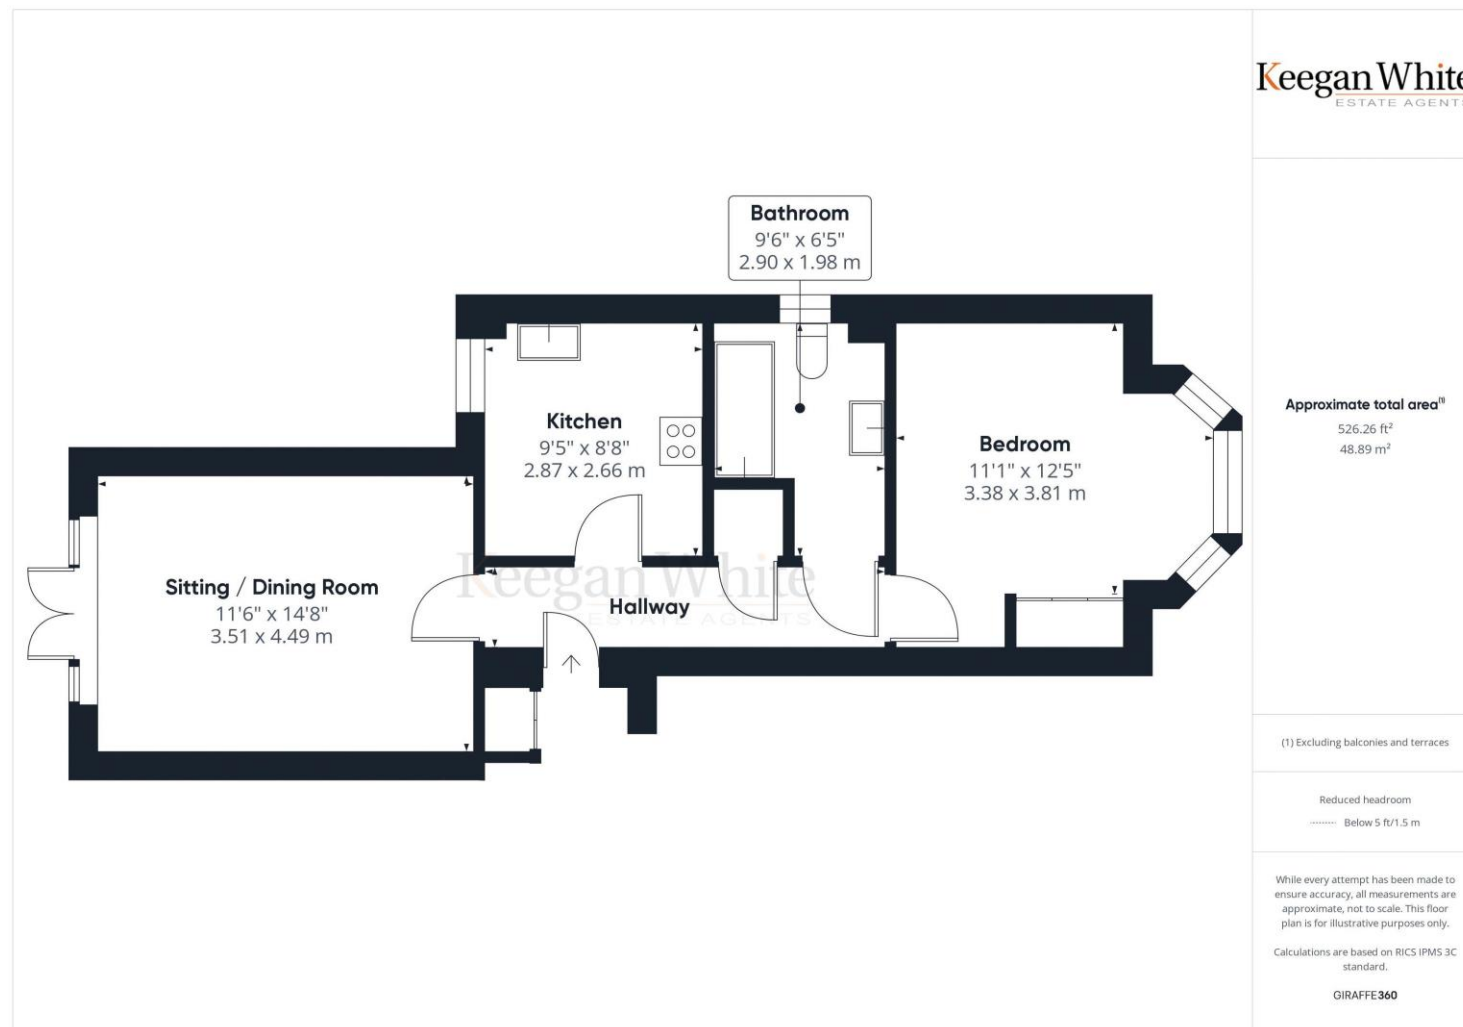 Keegan White
ESTATE AGENTS
Bathroom
9'6" x 6'5"
2.90 x 1.98 m
Kitchen
9'5" x 8'8"
2.87 x 2.66 m
Bedroom
11'1" x 12'5"
3.38 x 3.81 m
Sitting / Dining Room
11'6" x 14'8"
3.51 x 4.49 m
Keegan White
ESTATE AGENTS
Hallway
Approximate total area(1)
526.26 ft²
48.89 m²
(1) Excluding balconies and terraces
Reduced headroom
Below 5 ft/1.5 m
While every attempt has been made to
ensure accuracy, all measurements are
approximate, not to scale. This floor
plan is for illustrative purposes only.
Calculations are based on RICS IPMS 3C
standard.
GIRAFFE360